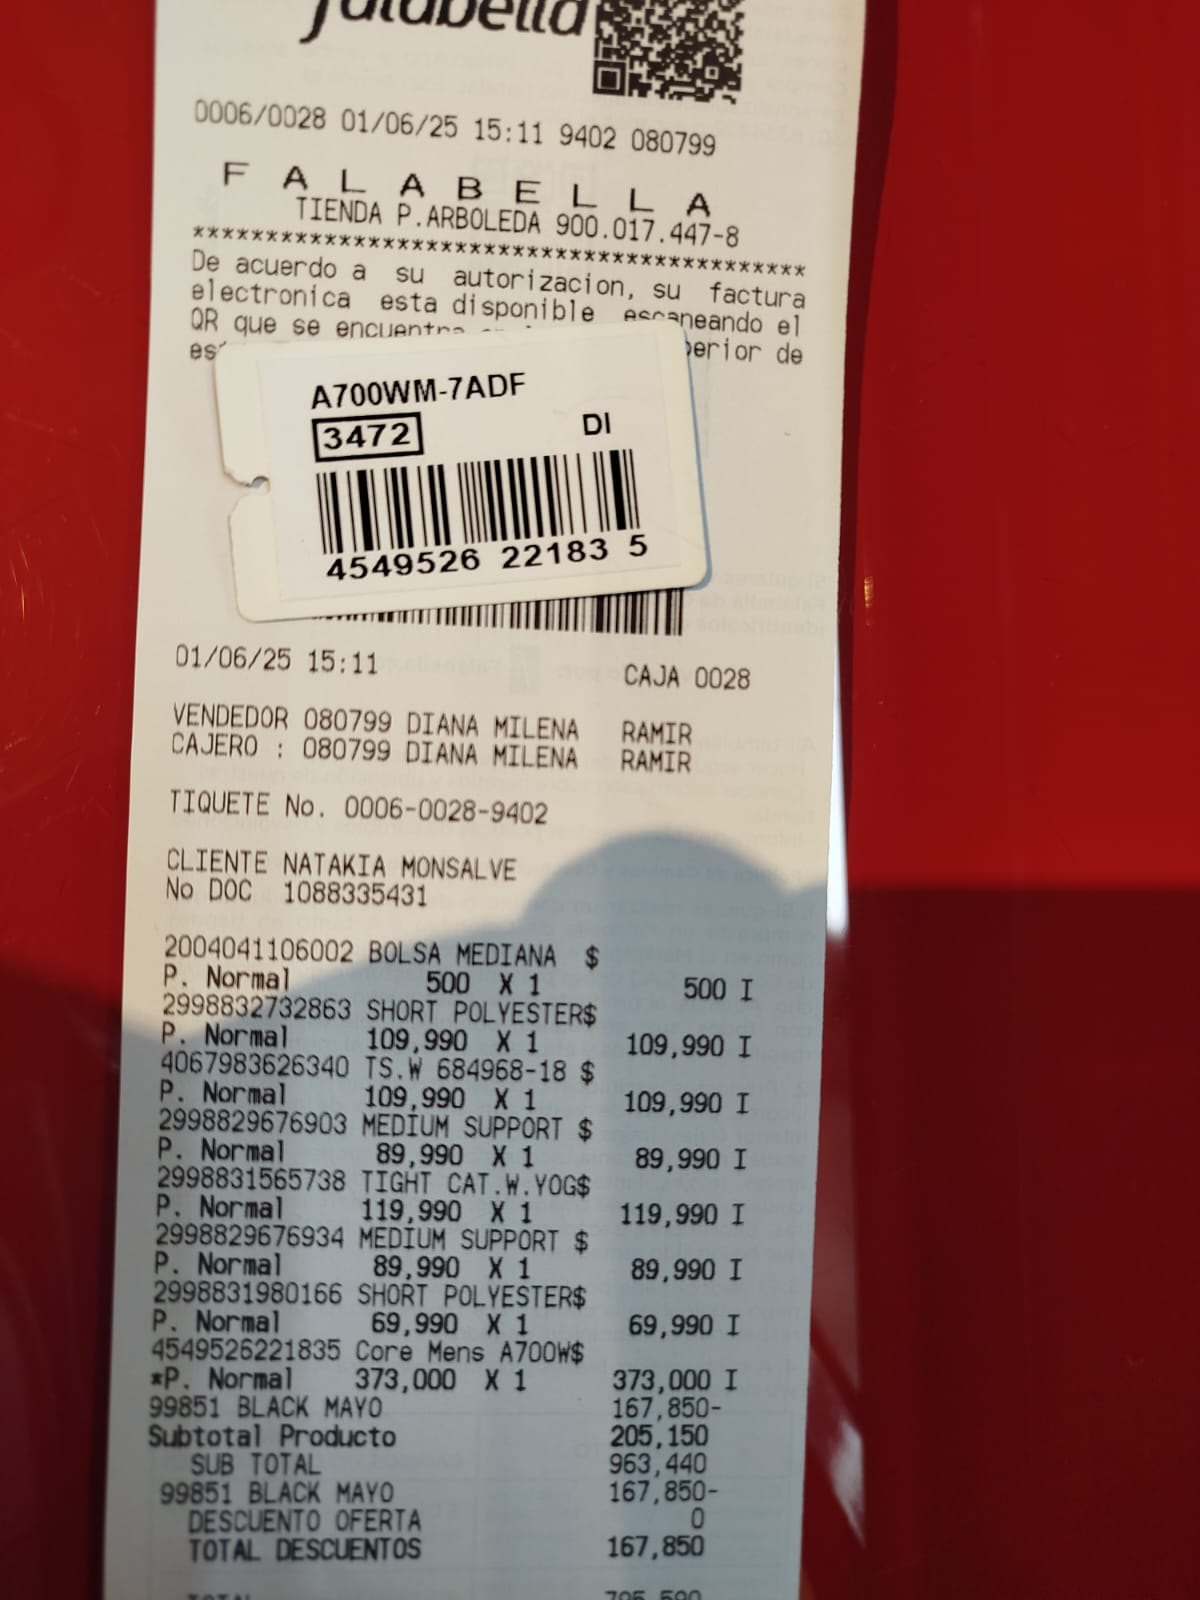 falabella
0006/0028 01/06/25 15:11 9402 080799
F A L A B E L L A
TIENDA P.ARBOLEDA 900.017.447-8
********************************************
De acuerdo a su autorizacion, su factura
electronica esta disponible escaneando el
QR que se encuentra
de
A700WM-7ADF
3472 DI
4549526 22183 5
01/06/25 15:11 CAJA 0028
VENDEDOR 080799 DIANA MILENA RAMIR
CAJERO : 080799 DIANA MILENA RAMIR
TIQUETE No. 0006-0028-9402
CLIENTE NATAKIA MONSALVE
No DOC 1088335431
2004041106002 BOLSA MEDIANA $
P. Normal 500 X 1 500 I
2998832732863 SHORT POLYESTER$
P. Normal 109,990 X 1 109,990 I
4067983626340 TS.W 684968-18 $
P. Normal 109,990 X 1 109,990 I
2998829676903 MEDIUM SUPPORT $
P. Normal 89,990 X 1 89,990 I
2998831565738 TIGHT CAT.W.YOG$
P. Normal 119,990 X 1 119,990 I
2998829676934 MEDIUM SUPPORT $
P. Normal 89,990 X 1 89,990 I
2998831980166 SHORT POLYESTER$
P. Normal 69,990 X 1 69,990 I
4549526221835 Core Mens A700W$
*P. Normal 373,000 X 1 373,000 I
99851 BLACK MAYO 167,850-
Subtotal Producto 205,150
SUB TOTAL 963,440
99851 BLACK MAYO 167,850-
DESCUENTO OFERTA 0
TOTAL DESCUENTOS 167,850
TOTAL 795,590